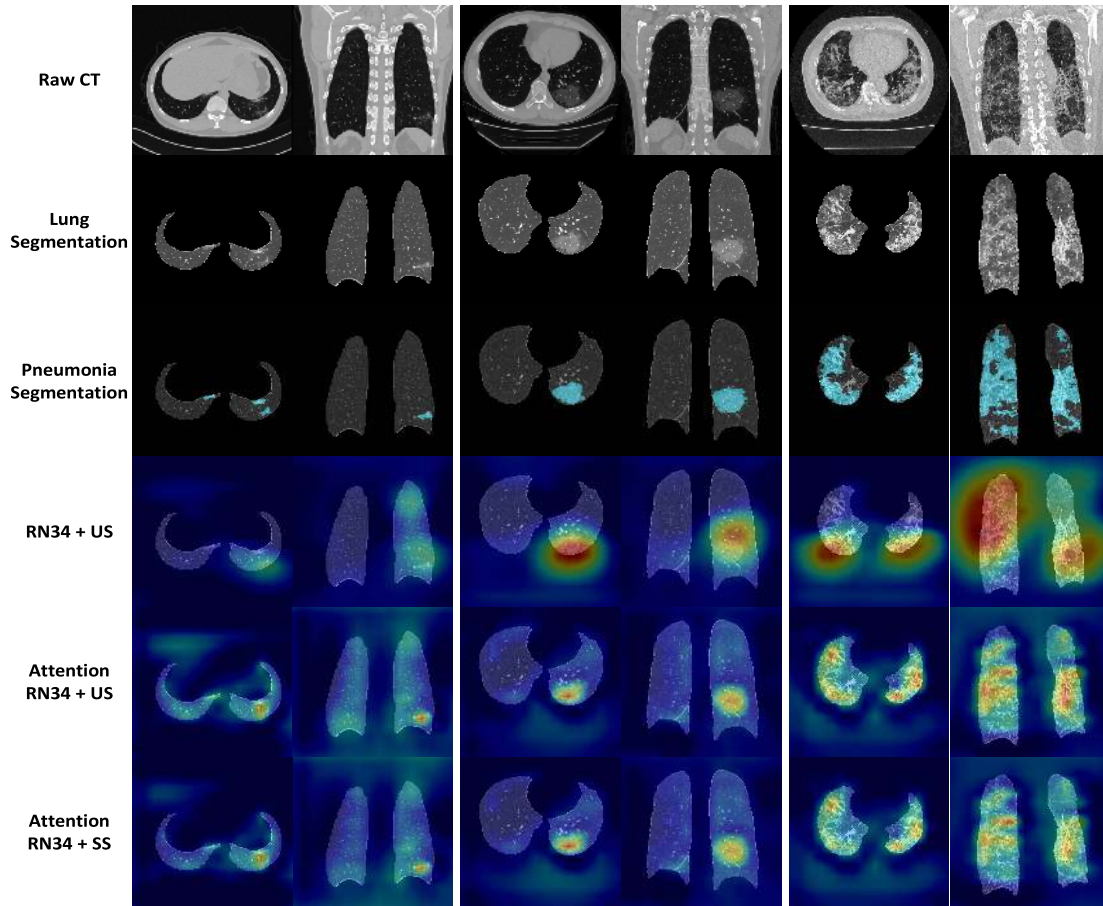 Raw CT
Lung
Segmentation
Pneumonia
Segmentation
RN34 + US
Attention
RN34 + US
Attention
RN34 + SS